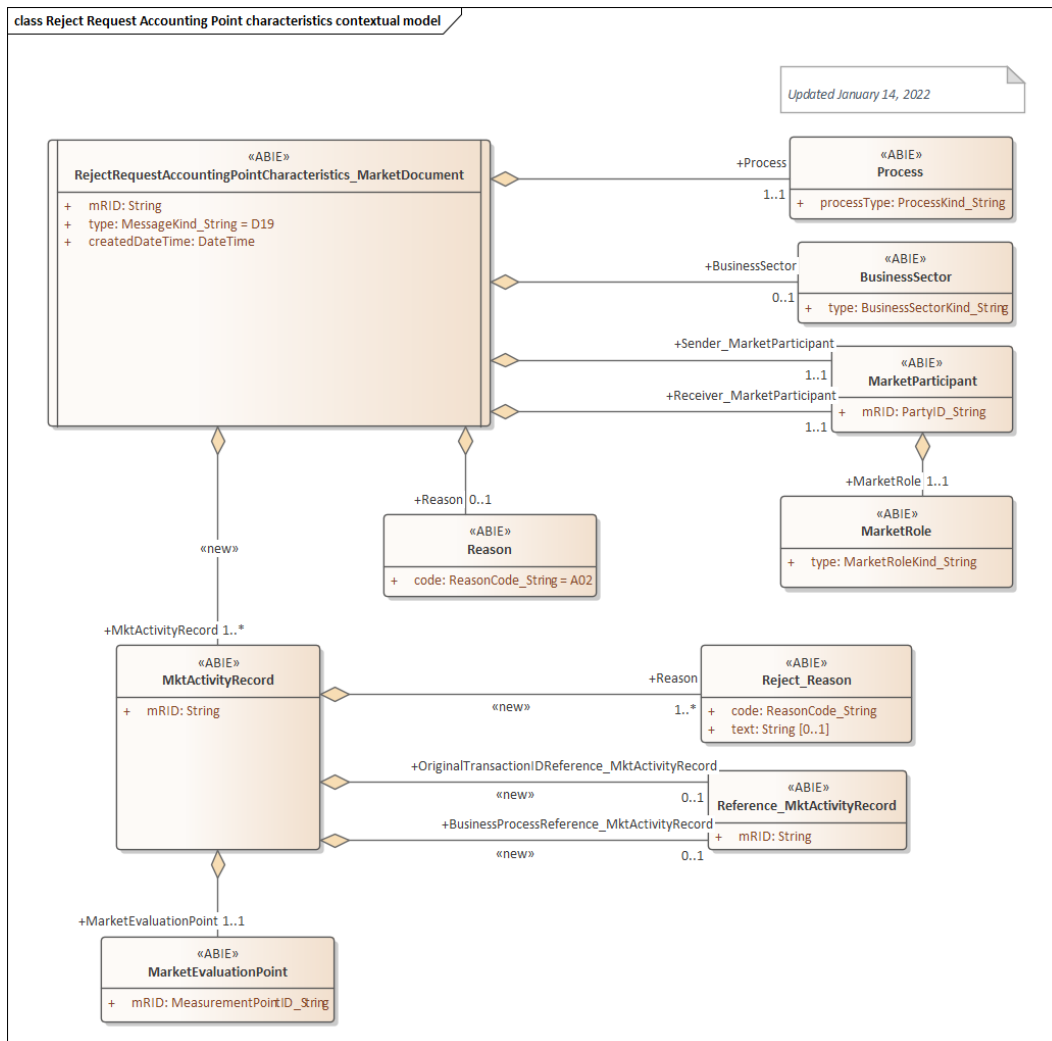 class Reject Request Accounting Point characteristics contextual model
Updated January 14, 2022
«ABIE»
RejectRequestAccountingPointCharacteristics_MarketDocument
+ mRID: String
+ type: MessageKind_String = D19
+ createdDateTime: DateTime
+Process
1..1
«ABIE»
Process
+ processType: ProcessKind_String
+BusinessSector
0..1
«ABIE»
BusinessSector
+ type: BusinessSectorKind_String
+Sender_MarketParticipant
1..1
+Receiver_MarketParticipant
1..1
«ABIE»
MarketParticipant
+ mRID: PartyID_String
+MarketRole 1..1
«ABIE»
MarketRole
+ type: MarketRoleKind_String
+Reason 0..1
«ABIE»
Reason
+ code: ReasonCode_String = A02
«new»
+MktActivityRecord 1..*
«ABIE»
MktActivityRecord
+ mRID: String
+Reason
«new»
1..*
«ABIE»
Reject_Reason
+ code: ReasonCode_String
+ text: String [0..1]
+OriginalTransactionIDReference_MktActivityRecord
«new»
0..1
+BusinessProcessReference_MktActivityRecord
«new»
0..1
«ABIE»
Reference_MktActivityRecord
+ mRID: String
+MarketEvaluationPoint 1..1
«ABIE»
MarketEvaluationPoint
+ mRID: MeasurementPointID_String